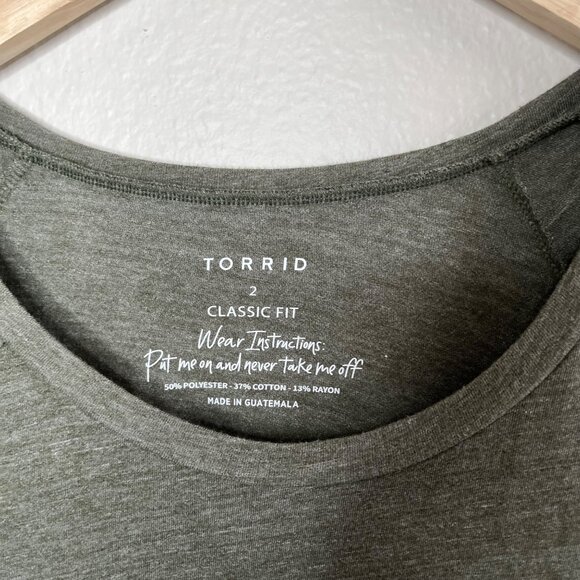 TORRID
2
CLASSIC FIT
Wear Instructions:
Put me on and never take me off
50% POLYESTER - 37% COTTON - 13% RAYON
MADE IN GUATEMALA